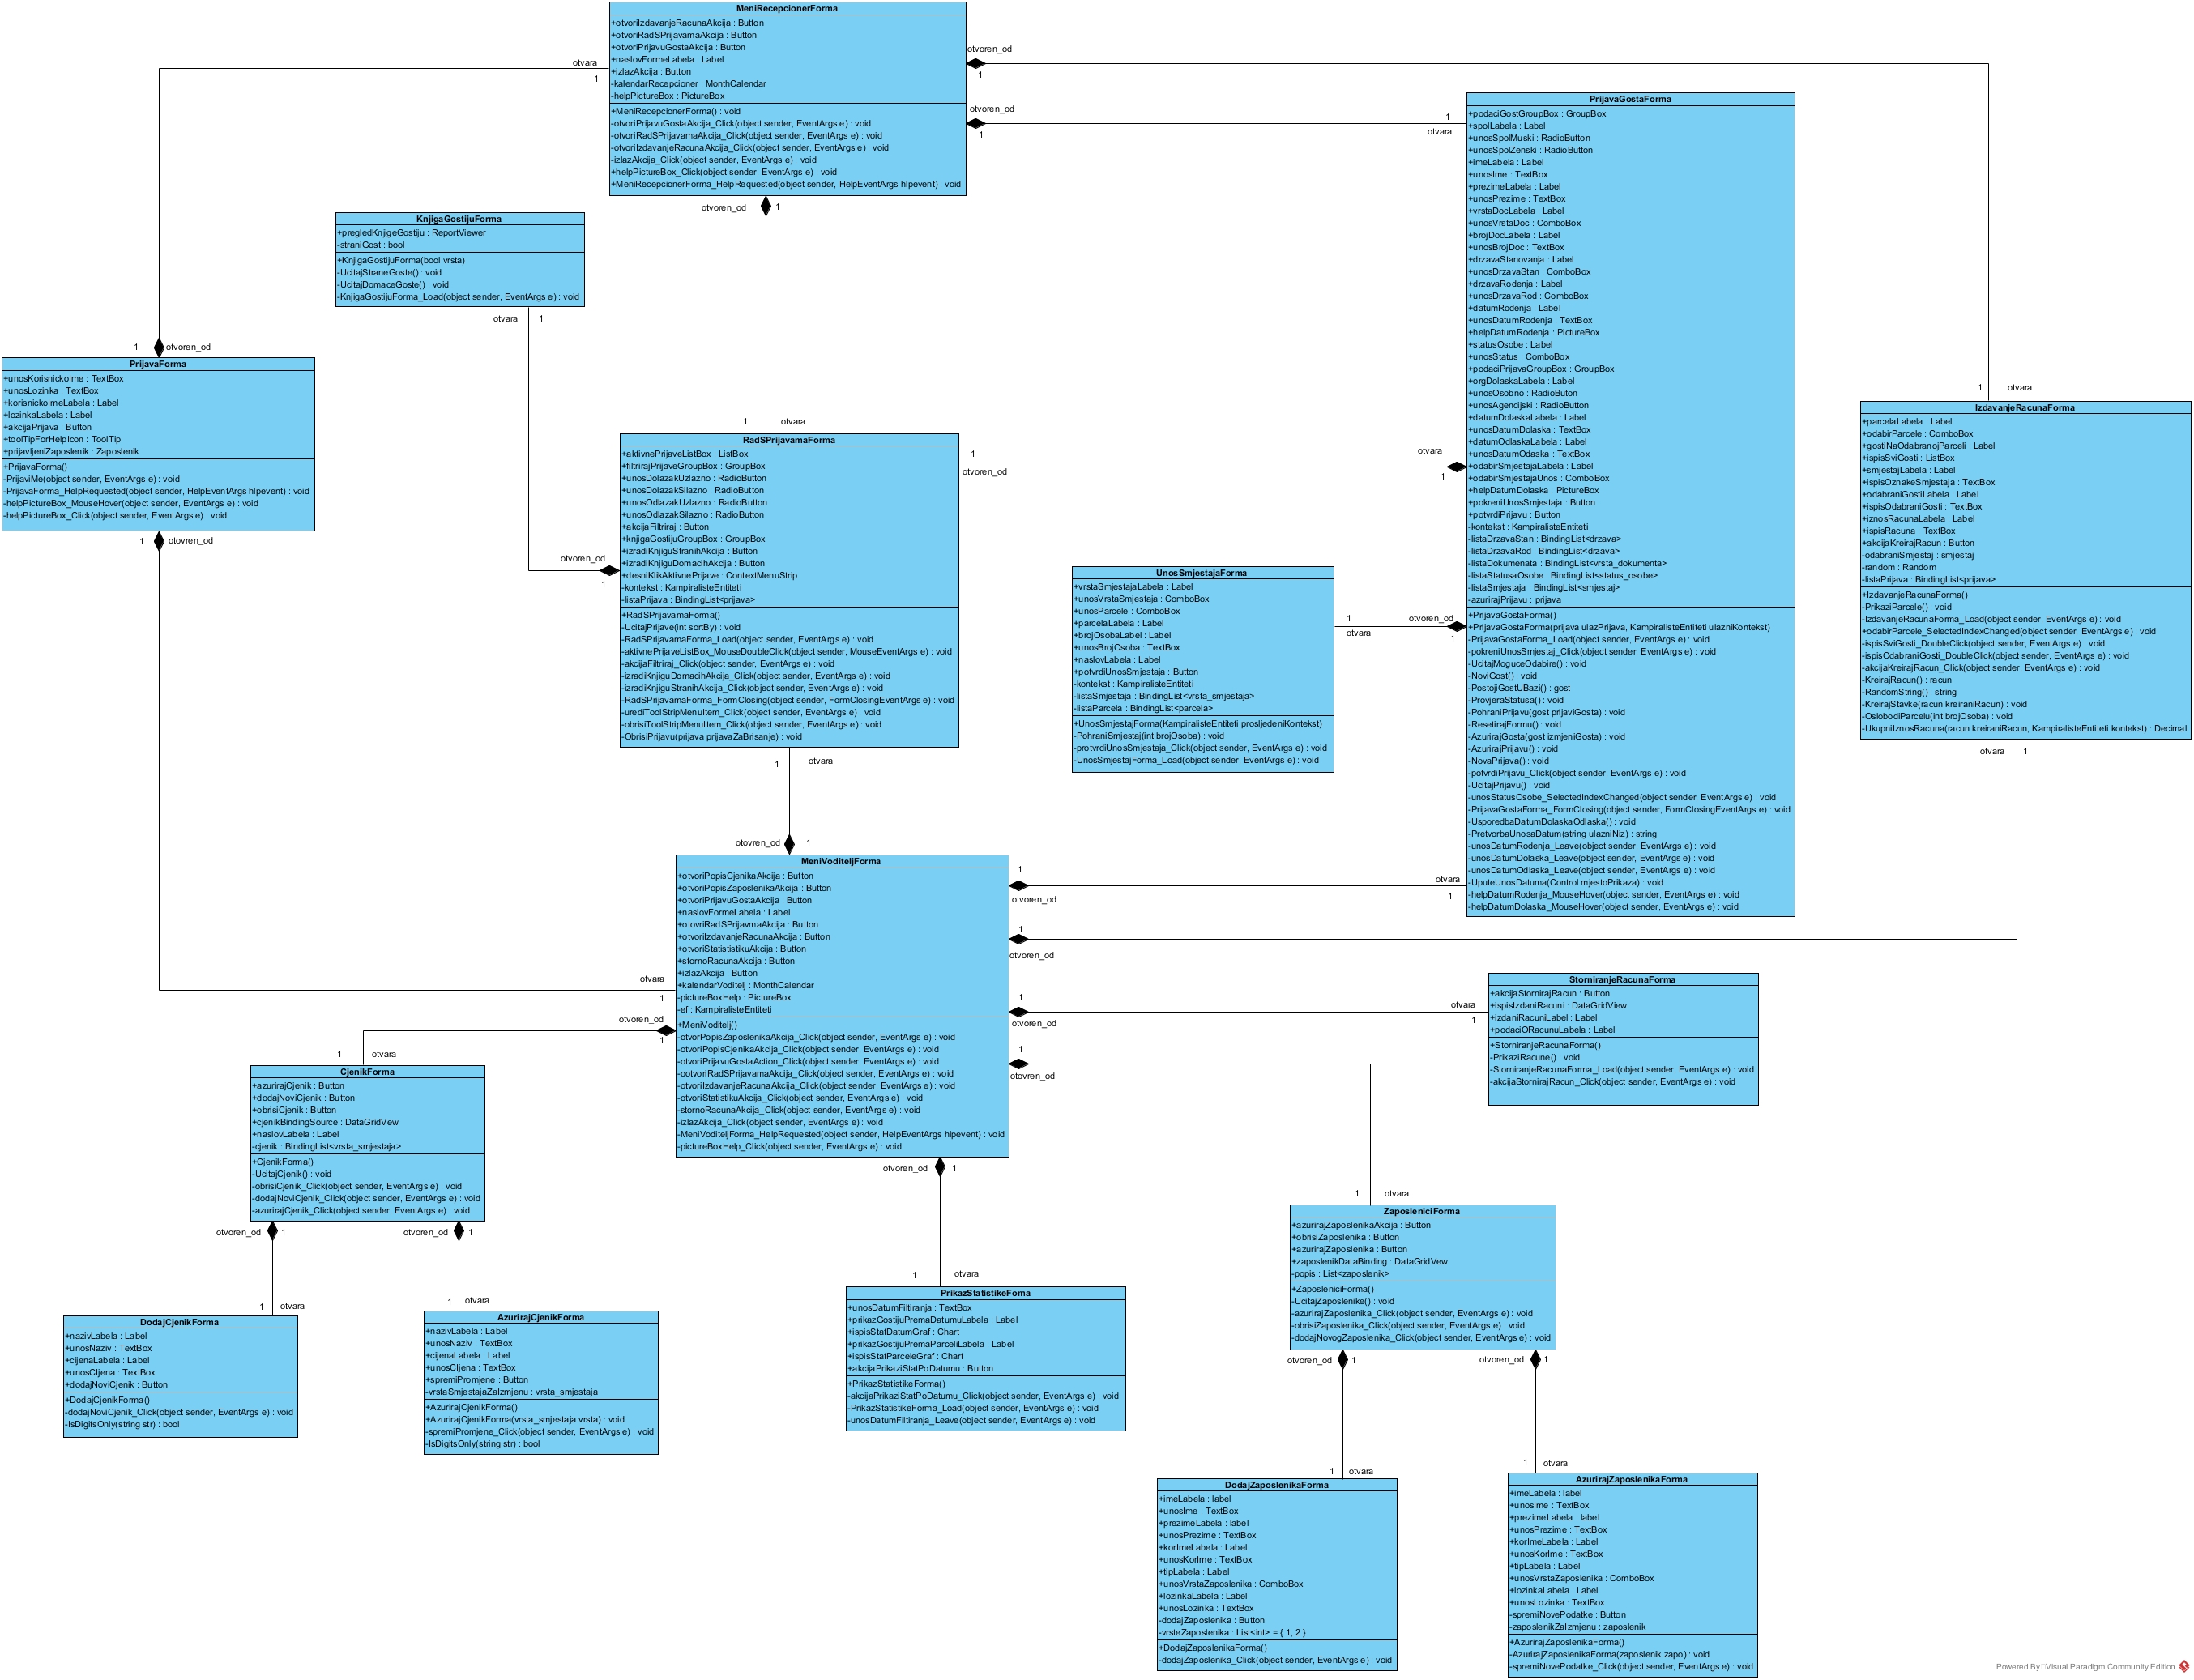 MeniRecepcionerForma
+otvoriIzdavanjeRacunaAkcija : Button
+otvoriRadSPrijavamaAkcija : Button
+otvoriPrijavuGostaAkcija : Button
+naslovFormeLabela : Label
+izlazAkcija : Button
-kalendarRecepcioner : MonthCalendar
-helpPictureBox : PictureBox
+MeniRecepcionerForma() : void
-otvoriPrijavuGostaAkcija_Click(object sender, EventArgs e) : void
-otvoriRadSPrijavamaAkcija_Click(object sender, EventArgs e) : void
-otvoriIzdavanjeRacunaAkcija_Click(object sender, EventArgs e) : void
-izlazAkcija_Click(object sender, EventArgs e) : void
+helpPictureBox_Click(object sender, EventArgs e) : void
+MeniRecepcionerForma_HelpRequested(object sender, HelpEventArgs hlpevent) : void
otvara
1
otvoren_od
1
otvoren_od
1
1
otvara
otvoren_od
1
KnjigaGostijuForma
+pregledKnjigeGostiju : ReportViewer
-straniGost : bool
+KnjigaGostijuForma(bool vrsta)
-UcitajStraneGoste() : void
-UcitajDomaceGoste() : void
-KnjigaGostijuForma_Load(object sender, EventArgs e) : void
otvara
1
1
otvoren_od
PrijavaForma
+unosKorisnickoIme : TextBox
+unosLozinka : TextBox
+korisnickoImeLabela : Label
+lozinkaLabela : Label
+akcijaPrijava : Button
+toolTipForHelpIcon : ToolTip
+prijavljeniZaposlenik : Zaposlenik
+PrijavaForma()
-PrijaviMe(object sender, EventArgs e) : void
-PrijavaForma_HelpRequested(object sender, HelpEventArgs hlpevent) : void
-helpPictureBox_MouseHover(object sender, EventArgs e) : void
-helpPictureBox_Click(object sender, EventArgs e) : void
1
otovren_od
PrijavaGostaForma
+podaciGostGroupBox : GroupBox
+spolLabela : Label
+unosSpolMuski : RadioButton
+unosSpolZenski : RadioButton
+imeLabela : Label
+unosIme : TextBox
+prezimeLabela : Label
+unosPrezime : TextBox
+vrstaDocLabela : Label
+unosVrstaDoc : ComboBox
+brojDocLabela : Label
+unosBrojDoc : TextBox
+drzavaStanovanja : Label
+unosDrzavaStan : ComboBox
+drzavaRodenja : Label
+unosDrzavaRod : ComboBox
+datumRodenja : Label
+unosDatumRodenja : TextBox
+helpDatumRodenja : PictureBox
+statusOsobe : Label
+unosStatus : ComboBox
+podaciPrijavaGroupBox : GroupBox
+orgDolaskaLabela : Label
+unosOsobno : RadioButon
+unosAgencijski : RadioButton
+datumDolaskaLabela : Label
+unosDatumDolaska : TextBox
+datumOdlaskaLabela : Label
+unosDatumOdaska : TextBox
+odabirSmjestajaLabela : Label
+odabirSmjestajaUnos : ComboBox
+helpDatumDolaska : PictureBox
+pokreniUnosSmjestaja : Button
+potvrdiPrijavu : Button
-kontekst : KampiralisteEntiteti
-listaDrzavaStan : BindingList<drzava>
-listaDrzavaRod : BindingList<drzava>
-listaDokumenata : BindingList<vrsta_dokumenta>
-listaStatusaOsobe : BindingList<status_osobe>
-listaSmjestaja : BindingList<smjestaj>
-azurirajPrijavu : prijava
+PrijavaGostaForma()
+PrijavaGostaForma(prijava ulazPrijava, KampiralisteEntiteti ulazniKontekst)
-PrijavaGostaForma_Load(object sender, EventArgs e) : void
-pokreniUnosSmjestaj_Click(object sender, EventArgs e) : void
-UcitajMoguceOdabire() : void
-NoviGost() : void
-PostojiGostUBazi() : gost
-ProvjeraStatusa() : void
-PohraniPrijavu(gost prijaviGosta) : void
-ResetirajFormu() : void
-AzurirajGosta(gost izmjeniGosta) : void
-AzurirajPrijavu() : void
-NovaPrijava() : void
-potvrdiPrijavu_Click(object sender, EventArgs e) : void
-UcitajPrijavu() : void
-unosStatusOsobe_SelectedIndexChanged(object sender, EventArgs e) : void
-PrijavaGostaForma_FormClosing(object sender, FormClosingEventArgs e) : void
-UsporedbaDatumDolaskaOdlaska() : void
-PretvorbaUnosaDatum(string ulazniNiz) : string
-unosDatumRodenja_Leave(object sender, EventArgs e) : void
-unosDatumDolaska_Leave(object sender, EventArgs e) : void
-unosDatumOdlaska_Leave(object sender, EventArgs e) : void
-UputeUnosDatuma(Control mjestoPrikaza) : void
-helpDatumRodenja_MouseHover(object sender, EventArgs e) : void
-helpDatumDolaska_MouseHover(object sender, EventArgs e) : void
1
otvara
IzdavanjeRacunaForma
+parcelaLabela : Label
+odabirParcele : ComboBox
+gostiNaOdabranojParceli : Label
+ispisSviGosti : ListBox
+smjestajLabela : Label
+ispisOznakeSmjestaja : TextBox
+odabraniGostiLabela : Label
+ispisOdabraniGosti : TextBox
+iznosRacunaLabela : Label
+ispisRacuna : TextBox
+akcijaKreirajRacun : Button
-odabraniSmjestaj : smjestaj
-random : Random
-listaPrijava : BindingList<prijava>
+IzdavanjeRacunaForma()
-PrikaziParcele() : void
-IzdavanjeRacunaForma_Load(object sender, EventArgs e) : void
+odabirParcele_SelectedIndexChanged(object sender, EventArgs e) : void
-ispisSviGosti_DoubleClick(object sender, EventArgs e) : void
-ispisOdabraniGosti_DoubleClick(object sender, EventArgs e) : void
-akcijaKreirajRacun_Click(object sender, EventArgs e) : void
-KreirajRacun() : racun
-RandomString() : string
-KreirajStavke(racun kreiraniRacun) : void
-OslobodiParcelu(int brojOsoba) : void
-UkupniIznosRacuna(racun kreiraniRacun, KampiralisteEntiteti kontekst) : Decimal
otvara
1
1
otvara
RadSPrijavamaForma
+aktivnePrijaveListBox : ListBox
+filtrirajPrijaveGroupBox : GroupBox
+unosDolazakUzlazno : RadioButton
+unosDolazakSilazno : RadioButton
+unosOdlazakUzlazno : RadioButton
+unosOdlazakSilazno : RadioButton
+akcijaFiltriraj : Button
+knjigaGostijuGroupBox : GroupBox
+izradiKnjiguStranihAkcija : Button
+izradiKnjiguDomacihAkcija : Button
+desniKlikAktivnePrijave : ContextMenuStrip
-kontekst : KampiralisteEntiteti
-listaPrijava : BindingList<prijava>
+RadSPrijavamaForma()
-UcitajPrijave(int sortBy) : void
-RadSPrijavamaForma_Load(object sender, EventArgs e) : void
-aktivnePrijaveListBox_MouseDoubleClick(object sender, MouseEventArgs e) : void
-akcijaFiltriraj_Click(object sender, EventArgs e) : void
-izradiKnjiguDomacihAkcija_Click(object sender, EventArgs e) : void
-izradiKnjiguStranihAkcija_Click(object sender, EventArgs e) : void
-RadSPrijavamaForma_FormClosing(object sender, FormClosingEventArgs e) : void
-urediToolStripMenuItem_Click(object sender, EventArgs e) : void
-obrisiToolStripMenuItem_Click(object sender, EventArgs e) : void
-ObrisiPrijavu(prijava prijavaZaBrisanje) : void
otvoren_od
1
1
otvoren_od
otvara
1
1
otvara
UnosSmjestajaForma
+vrstaSmjestajaLabela : Label
+unosVrstaSmjestaja : ComboBox
+unosParcele : ComboBox
+parcelaLabela : Label
+brojOsobaLabel : Label
+unosBrojOsoba : TextBox
+naslovLabela : Label
+potvrdiUnosSmjestaja : Button
-kontekst : KampiralisteEntiteti
-listaSmjestaja : BindingList<vrsta_smjestaja>
-listaParcela : BindingList<parcela>
+UnosSmjestajForma(KampiralisteEntiteti prosljedeniKontekst)
-PohraniSmjestaj(int brojOsoba) : void
-protvrdiUnosSmjestaja_Click(object sender, EventArgs e) : void
-UnosSmjestajForma_Load(object sender, EventArgs e) : void
1
otvara
otvoren_od
1
otovren_od
1
MeniVoditeljForma
+otvoriPopisCjenikaAkcija : Button
+otvoriPopisZaposlenikaAkcija : Button
+otvoriPrijavuGostaAkcija : Button
+naslovFormeLabela : Label
+otovriRadSPrijavmaAkcija : Button
+otvoriIzdavanjeRacunaAkcija : Button
+otvoriStatististikuAkcija : Button
+stornoRacunaAkcija : Button
+izlazAkcija : Button
+kalendarVoditelj : MonthCalendar
-pictureBoxHelp : PictureBox
-ef : KampiralisteEntiteti
+MeniVoditelj()
-otvorPopisZaposlenikaAkcija_Click(object sender, EventArgs e) : void
-otvoriPopisCjenikaAkcija_Click(object sender, EventArgs e) : void
-otvoriPrijavuGostaAction_Click(object sender, EventArgs e) : void
-ootvoriRadSPrijavamaAkcija_Click(object sender, EventArgs e) : void
-otvoriIzdavanjeRacunaAkcija_Click(object sender, EventArgs e) : void
-otvoriStatistikuAkcija_Click(object sender, EventArgs e) : void
-stornoRacunaAkcija_Click(object sender, EventArgs e) : void
-izlazAkcija_Click(object sender, EventArgs e) : void
-MeniVoditeljForma_HelpRequested(object sender, HelpEventArgs hlpevent) : void
-pictureBoxHelp_Click(object sender, EventArgs e) : void
1
otvoren_od
otvara
1
1
otvoren_od
1
otvoren_od
otvara
1
1
otovren_od
otvara
1
otvoren_od
1
otvoren_od
1
StorniranjeRacunaForma
+akcijaStornirajRacun : Button
+ispisIzdaniRacuni : DataGridView
+izdaniRacuniLabel : Label
+podaciORacunuLabela : Label
+StorniranjeRacunaForma()
-PrikaziRacune() : void
-StorniranjeRacunaForma_Load(object sender, EventArgs e) : void
-akcijaStornirajRacun_Click(object sender, EventArgs e) : void
1
otvara
CjenikForma
+azurirajCjenik : Button
+dodajNoviCjenik : Button
+obrisiCjenik : Button
+cjenikBindingSource : DataGridVew
+naslovLabela : Label
-cjenik : BindingList<vrsta_smjestaja>
+CjenikForma()
-UcitajCjenik() : void
-obrisiCjenik_Click(object sender, EventArgs e) : void
-dodajNoviCjenik_Click(object sender, EventArgs e) : void
-azurirajCjenik_Click(object sender, EventArgs e) : void
otvoren_od
1
otvoren_od
1
1
otvara
DodajCjenikForma
+nazivLabela : Label
+unosNaziv : TextBox
+cijenaLabela : Label
+unosCIjena : TextBox
+dodajNoviCjenik : Button
+DodajCjenikForma()
-dodajNoviCjenik_Click(object sender, EventArgs e) : void
-IsDigitsOnly(string str) : bool
1
otvara
AzurirajCjenikForma
+nazivLabela : Label
+unosNaziv : TextBox
+cijenaLabela : Label
+unosCIjena : TextBox
+spremiPromjene : Button
-vrstaSmjestajaZaIzmjenu : vrsta_smjestaja
+AzurirajCjenikForma()
+AzurirajCjenikForma(vrsta_smjestaja vrsta) : void
-spremiPromjene_Click(object sender, EventArgs e) : void
-IsDigitsOnly(string str) : bool
1
otvara
PrikazStatistikeFoma
+unosDatumFiltiranja : TextBox
+prikazGostijuPremaDatumuLabela : Label
+ispisStatDatumGraf : Chart
+prikazGostijuPremaParceliLabela : Label
+ispisStatParceleGraf : Chart
+akcijaPrikaziStatPoDatumu : Button
+PrikazStatistikeForma()
-akcijaPrikaziStatPoDatumu_Click(object sender, EventArgs e) : void
-PrikazStatistikeForma_Load(object sender, EventArgs e) : void
-unosDatumFiltiranja_Leave(object sender, EventArgs e) : void
1
otvara
ZaposleniciForma
+azurirajZaposlenikaAkcija : Button
+obrisiZaposlenika : Button
+azurirajZaposlenika : Button
+zaposlenikDataBinding : DataGridVew
-popis : List<zaposlenik>
+ZaposleniciForma()
-UcitajZaposlenike() : void
-azurirajZaposlenika_Click(object sender, EventArgs e) : void
-obrisiZaposlenika_Click(object sender, EventArgs e) : void
-dodajNovogZaposlenika_Click(object sender, EventArgs e) : void
otvoren_od
1
otvoren_od
1
1
otvara
DodajZaposlenikaForma
+imeLabela : label
+unosIme : TextBox
+prezimeLabela : label
+unosPrezime : TextBox
+korImeLabela : Label
+unosKorIme : TextBox
+tipLabela : Label
+unosVrstaZaposlenika : ComboBox
+lozinkaLabela : Label
+unosLozinka : TextBox
-dodajZaposlenika : Button
-vrsteZaposlenika : List<int> = { 1, 2 }
+DodajZaposlenikaForma()
-dodajZaposlenika_Click(object sender, EventArgs e) : void
1
otvara
AzurirajZaposlenikaForma
+imeLabela : label
+unosIme : TextBox
+prezimeLabela : label
+unosPrezime : TextBox
+korImeLabela : Label
+unosKorIme : TextBox
+tipLabela : Label
+unosVrstaZaposlenika : ComboBox
+lozinkaLabela : Label
+unosLozinka : TextBox
-spremiNovePodatke : Button
-zaposlenikZaIzmjenu : zaposlenik
+AzurirajZaposlenikaForma()
-AzurirajZaposlenikaForma(zaposlenik zapo) : void
-spremiNovePodatke_Click(object sender, EventArgs e) : void
Powered By Visual Paradigm Community Edition